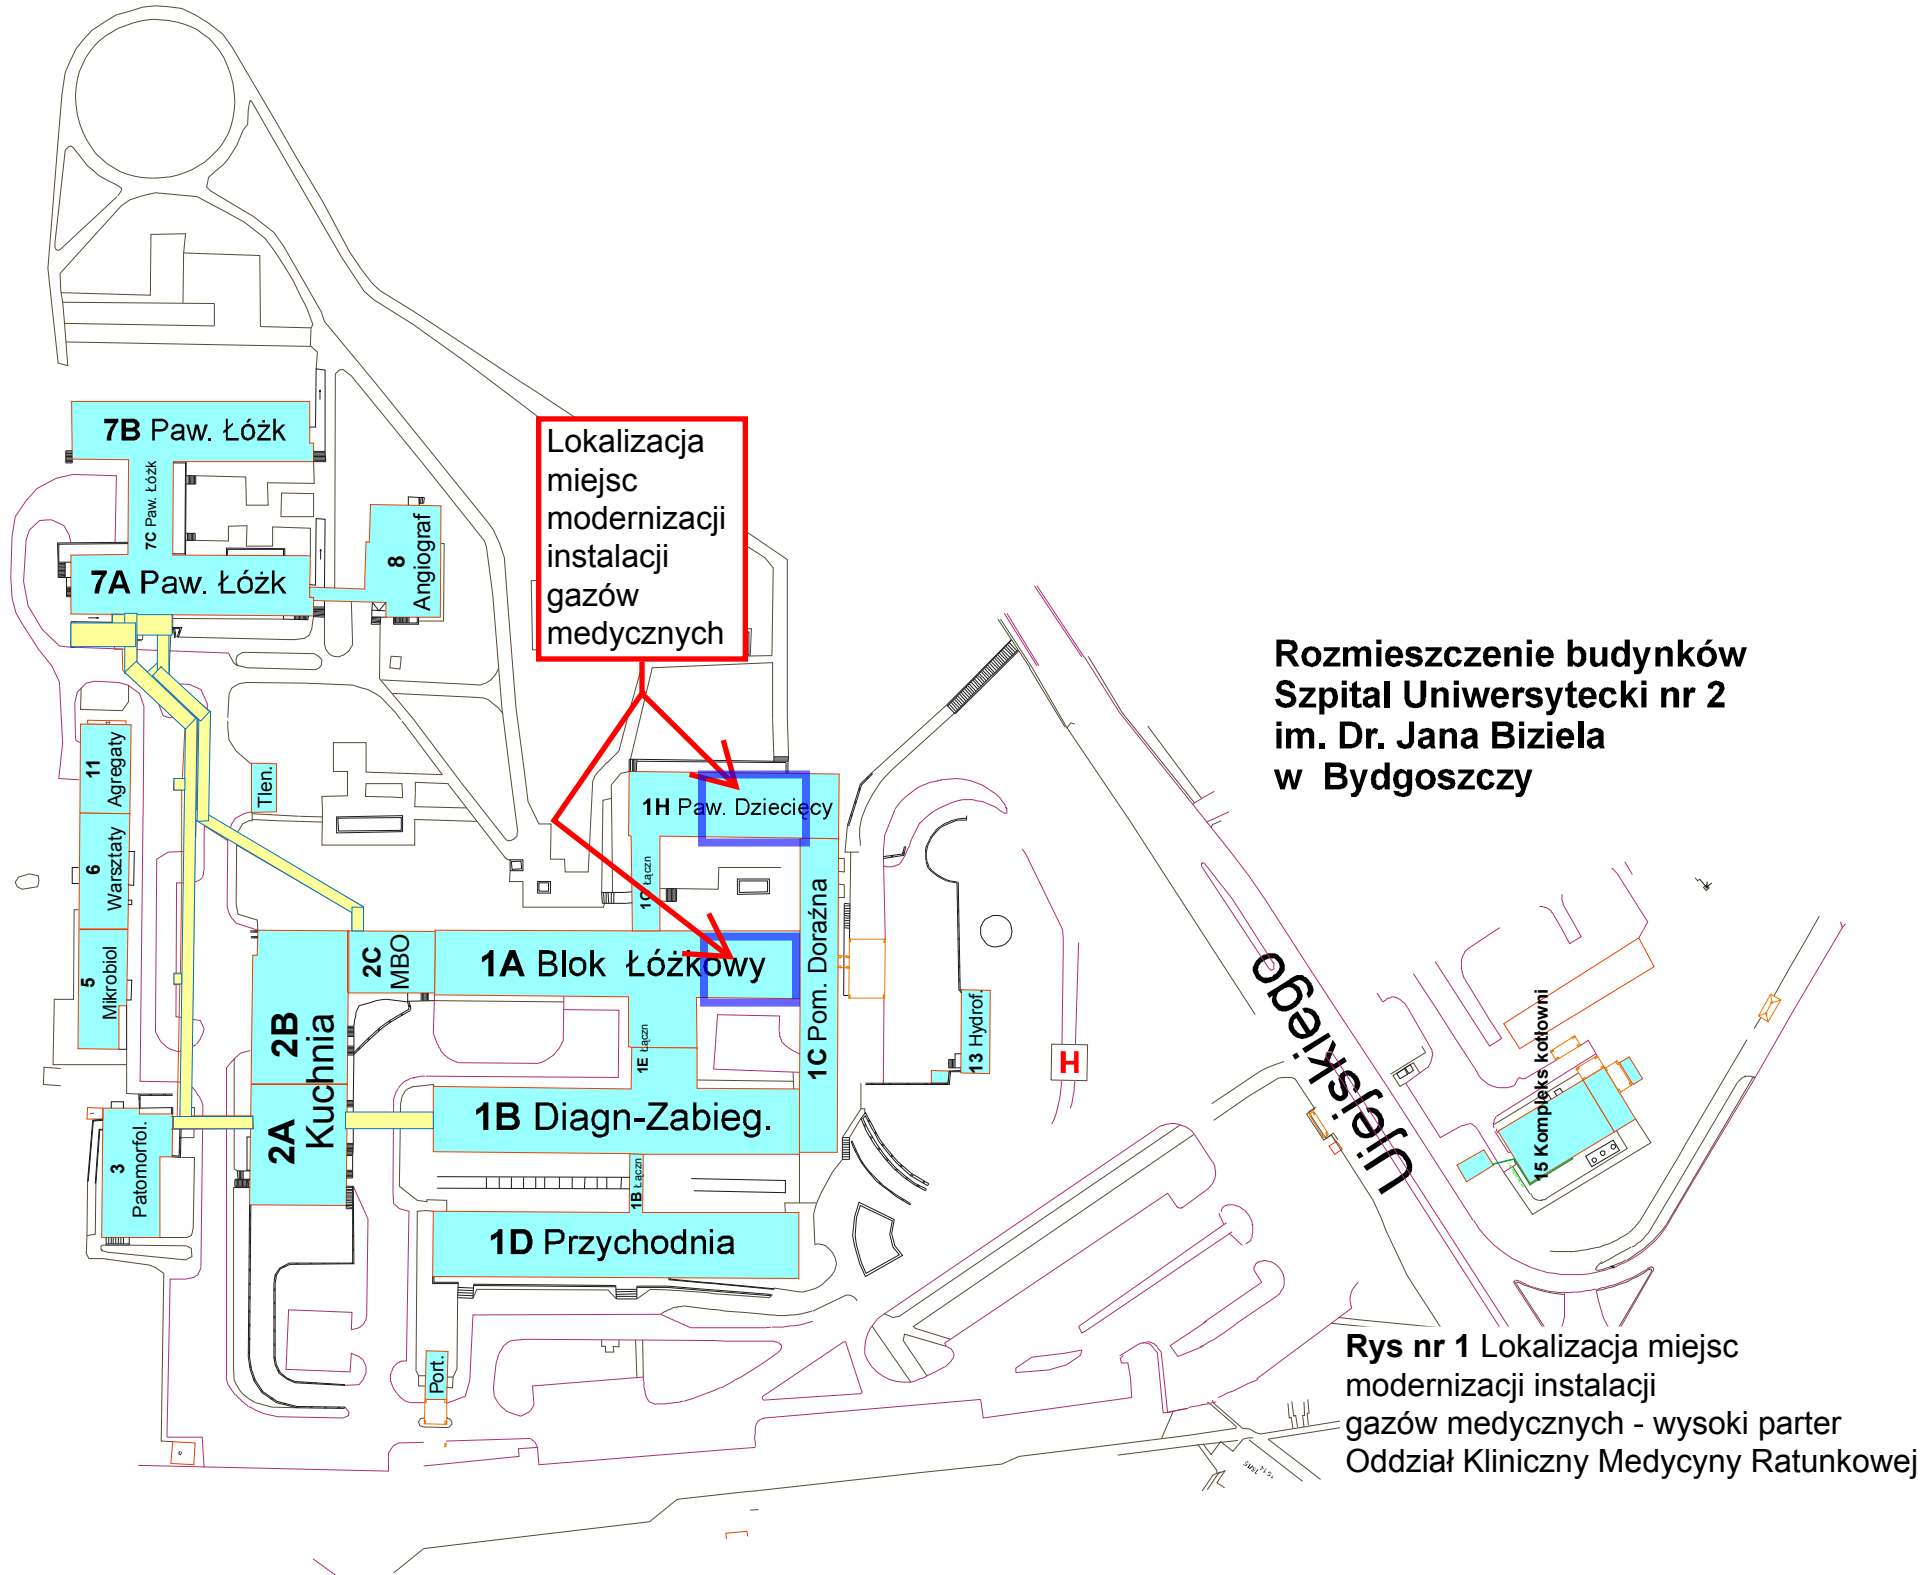 7B Paw. Łóżk
7C Paw. Łóżk
7A Paw. Łóżk
8
Angiograf
Lokalizacja
miejsc
modernizacji
instalacji
gazów
medycznych
Rozmieszczenie budynków
Szpital Uniwersytecki nr 2
im. Dr. Jana Biziela
w Bydgoszczy
11
Agregaty
6
Warsztaty
5
Mikrobiol
Tlen.
1H Paw. Dziecięcy
1G Łączn
1A Blok Łóżkowy
2C
MBO
2B
2A
Kuchnia
1C Pom. Doraźna
1E Łączn
1B Diagn-Zabieg.
1B Łączn
1D Przychodnia
3
Patomorfol.
Port.
13 Hydrof.
H
Ujejskiego
15 Kompleks kotłowni
Rys nr 1 Lokalizacja miejsc
modernizacji instalacji
gazów medycznych - wysoki parter
Oddział Kliniczny Medycyny Ratunkowej